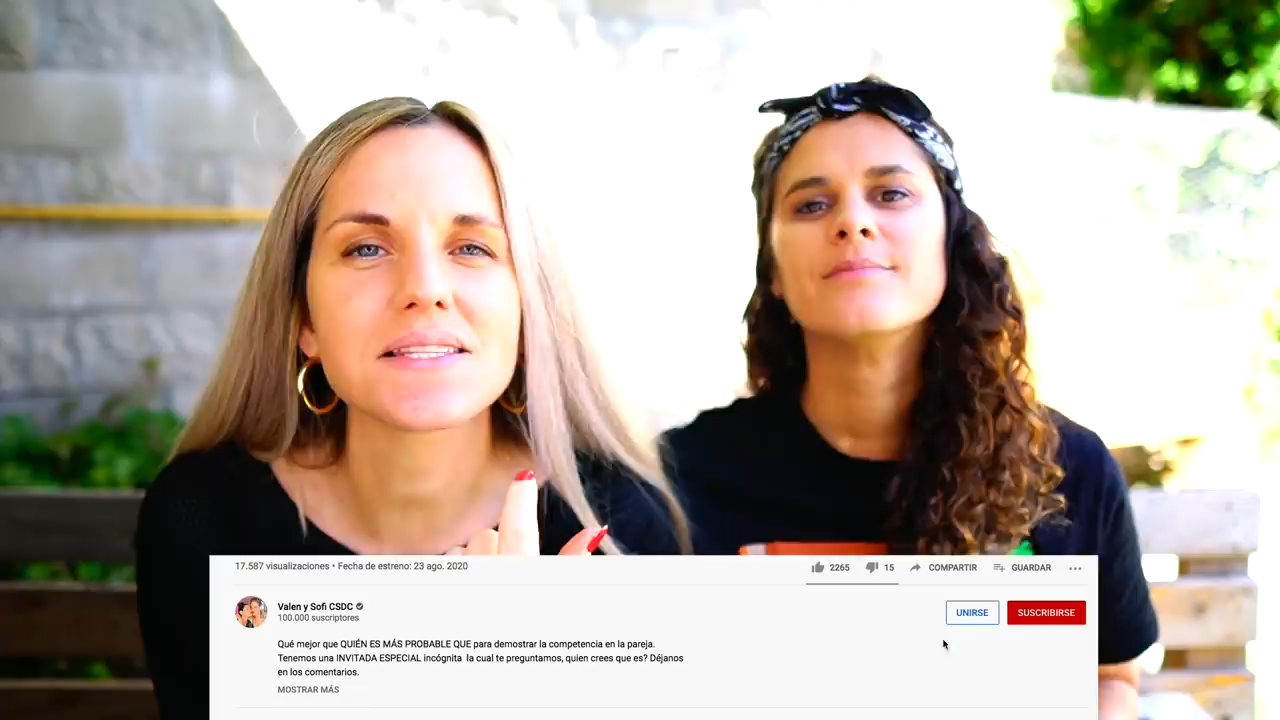 17.587 visualizaciones • Fecha de estreno: 23 ago. 2020
2265 15 COMPARTIR GUARDAR
Valen y Sofi CSDC
100.000 suscriptores
UNIRSE SUSCRIBIRSE
Qué mejor que QUIÉN ES MÁS PROBABLE QUE para demostrar la competencia en la pareja.
Tenemos una INVITADA ESPECIAL incógnita la cual te preguntamos, quien crees que es? Déjanos
en los comentarios.
MOSTRAR MÁS